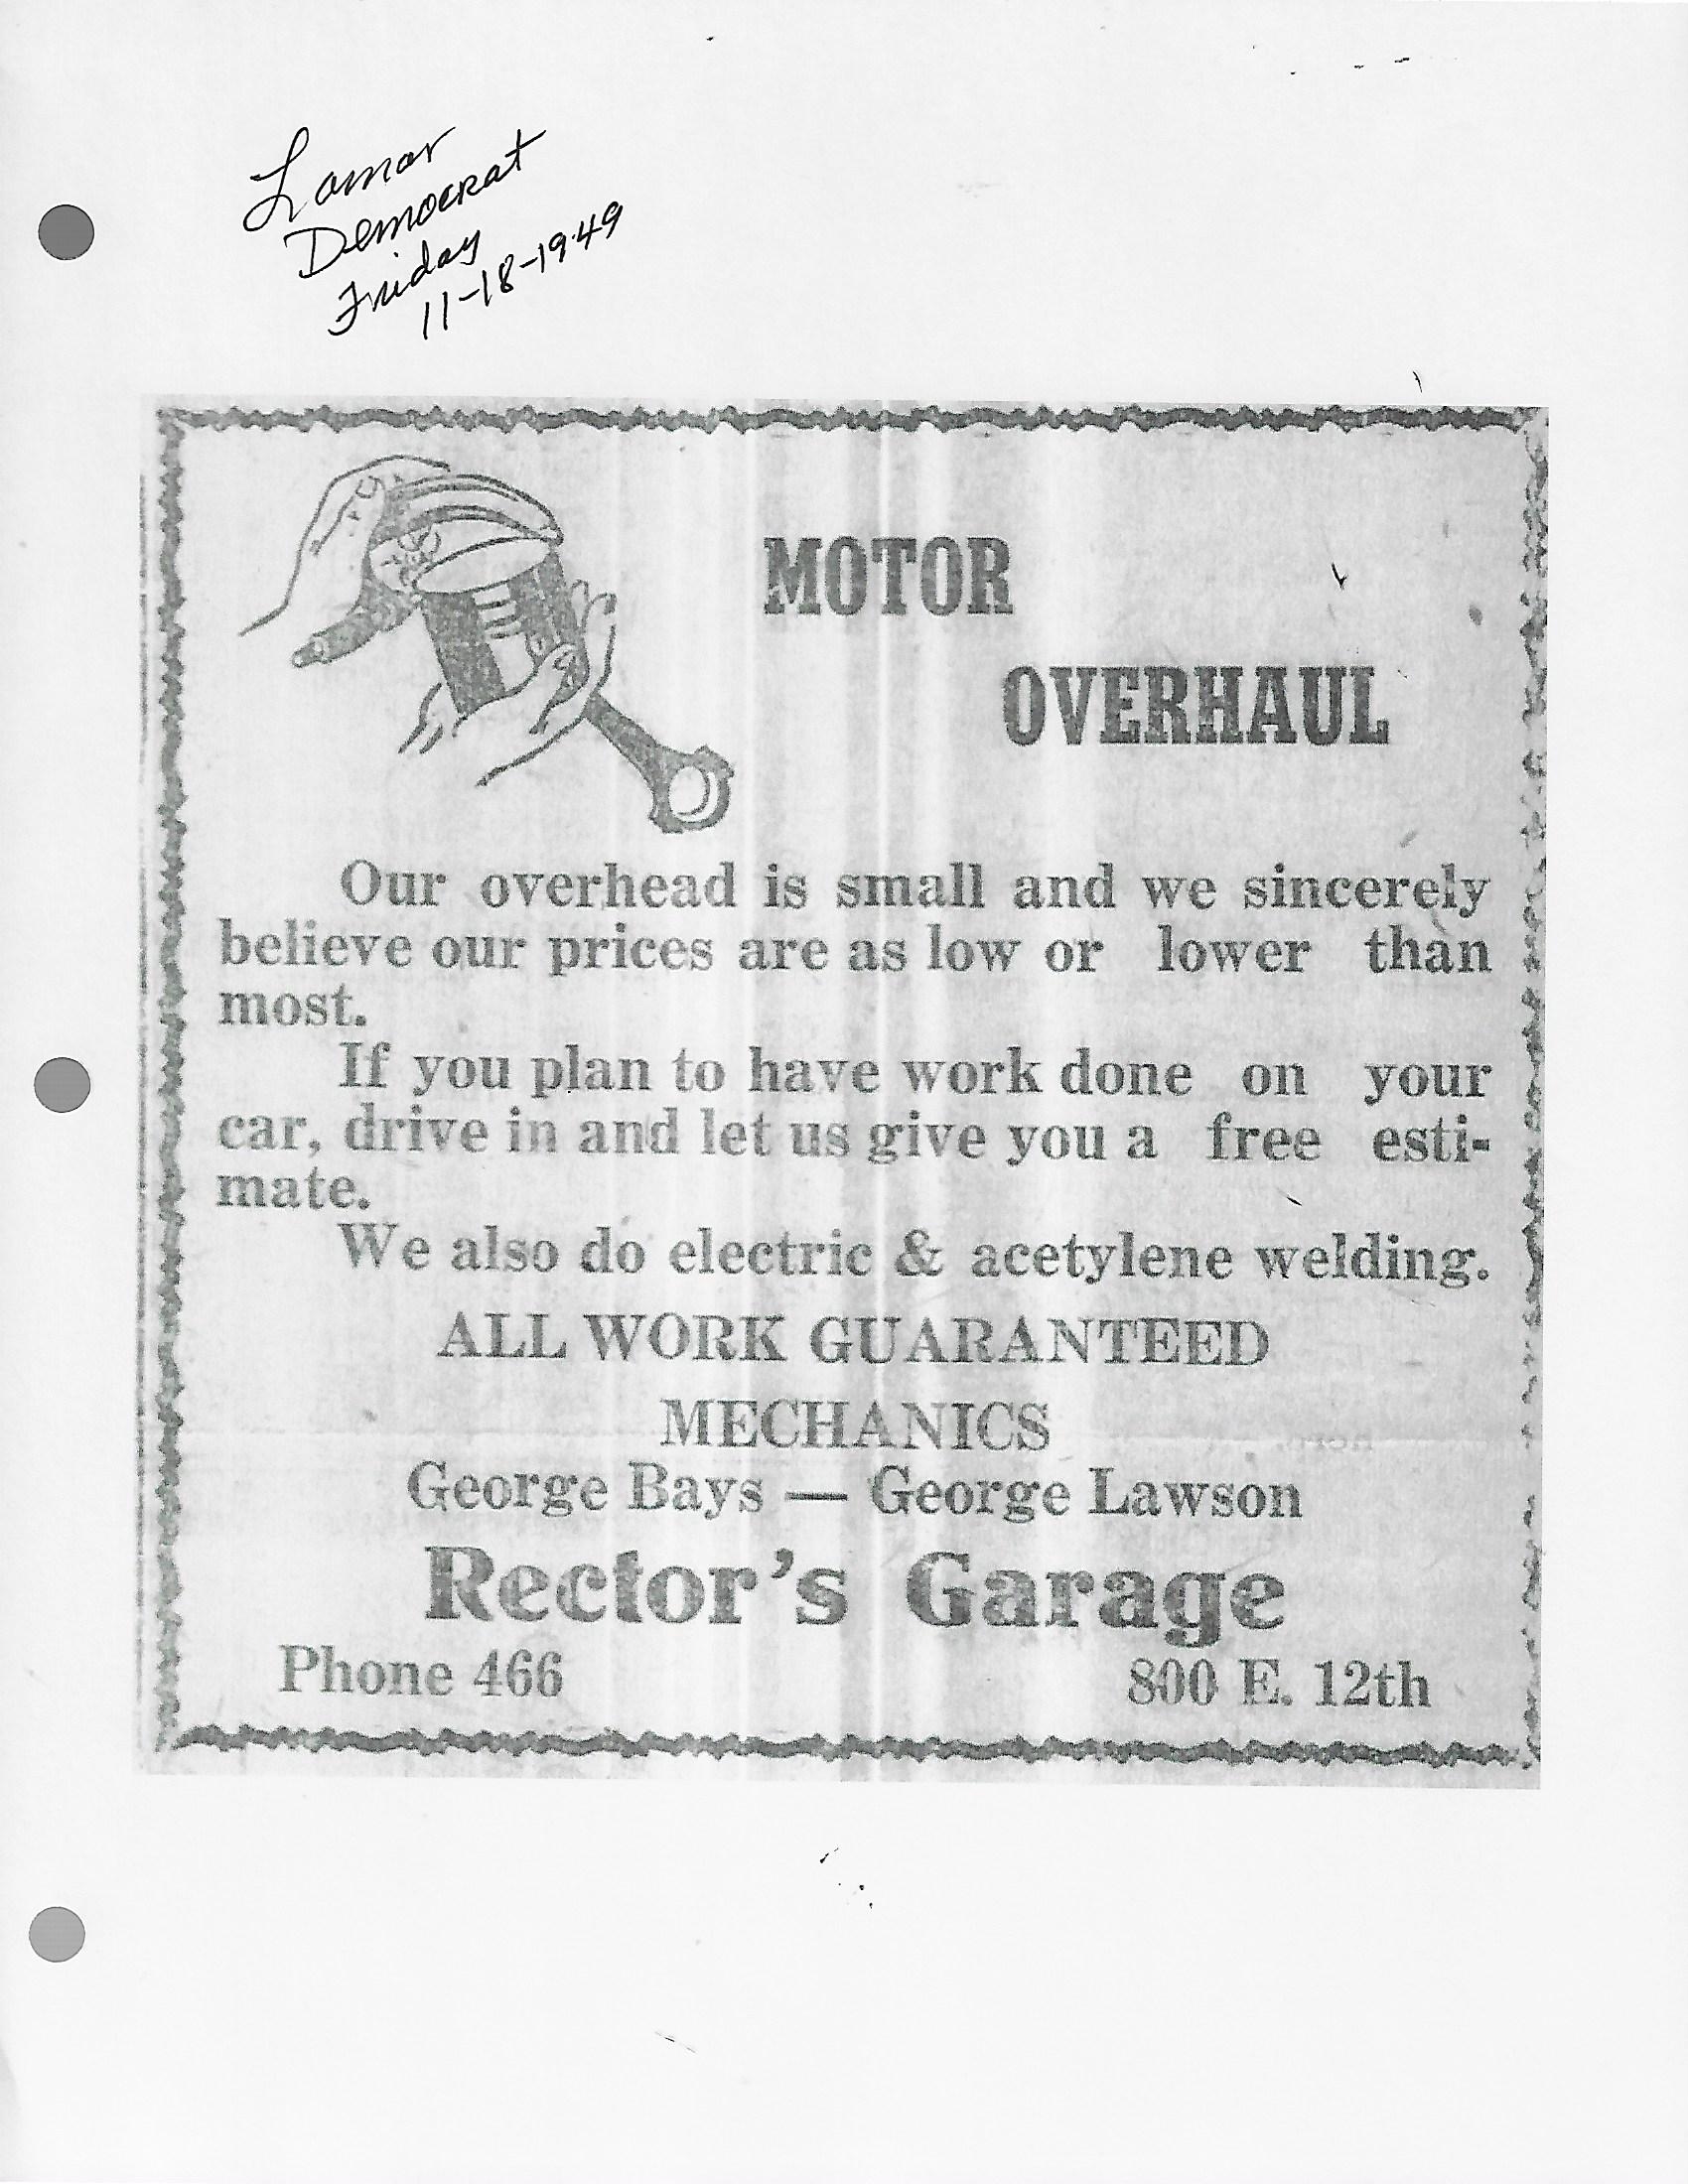 Lamar
Democrat
Friday
11-18-1949
MOTOR
OVERHAUL
Our overhead is small and we sincerely
believe our prices are as low or lower than
most.
If you plan to have work done on your
car, drive in and let us give you a free esti-
mate.
We also do electric & acetylene welding.
ALL WORK GUARANTEED
MECHANICS
George Bays — George Lawson
Rector's Garage
Phone 466
800 E. 12th